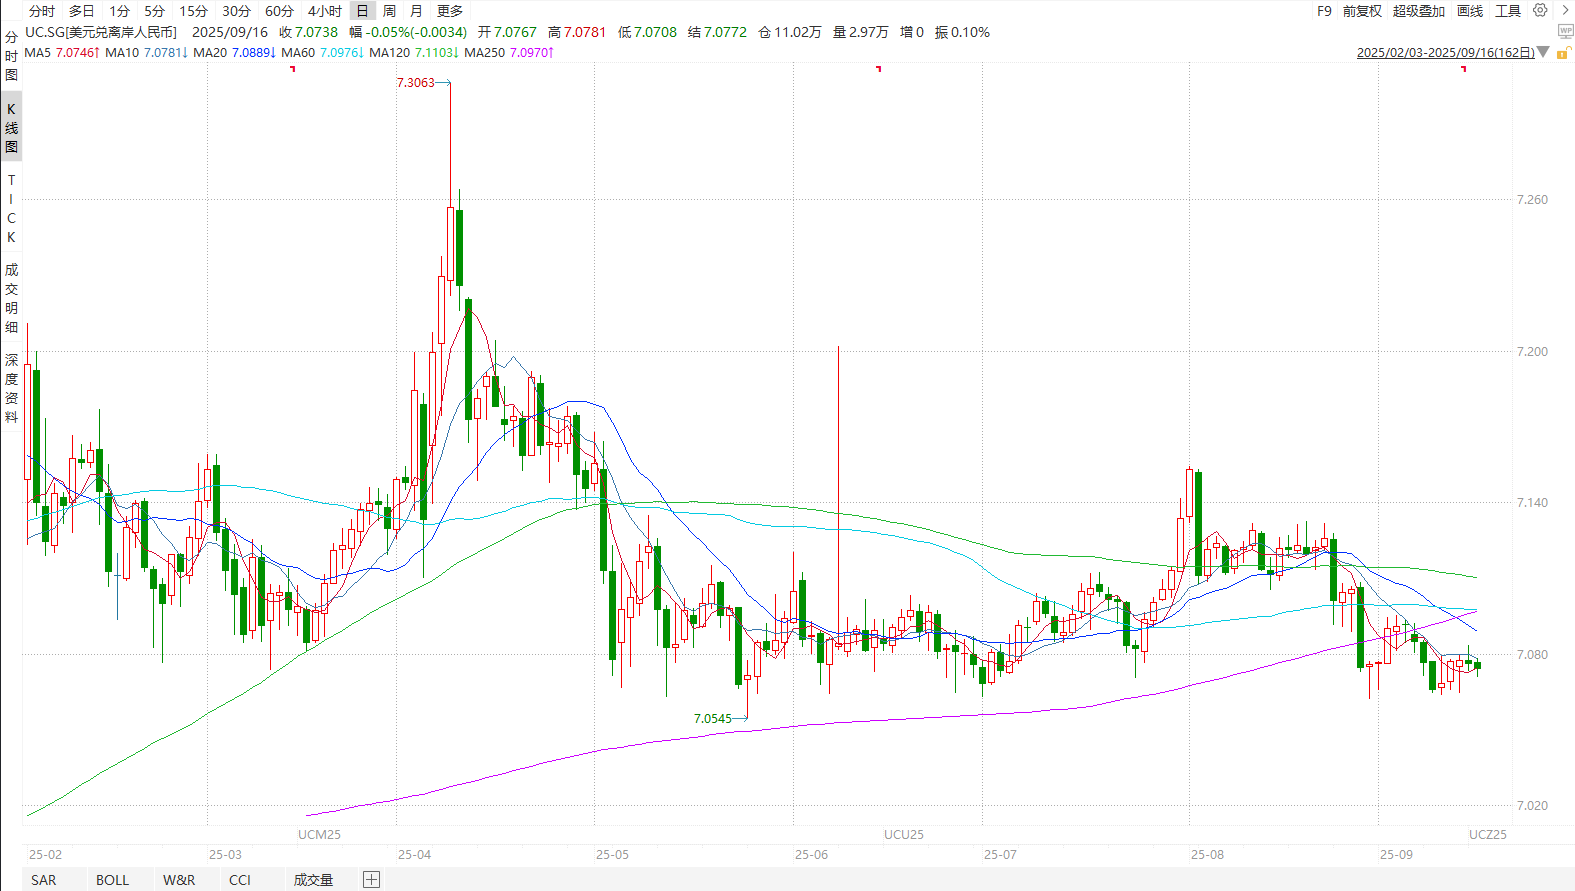 分时 多日 1分 5分 15分 30分 60分 4小时 日 周 月 更多 F9 前复权 超级叠加 画线 工具
UC.SG[美元兑离岸人民币] 2025/09/16 收7.0738 幅-0.05%(-0.0034) 开7.0767 高7.0781 低7.0708 结7.0772 仓11.02万 量2.97万 增0 振0.10%
WP
MA5 7.0746↑ MA10 7.0781↓ MA20 7.0889↓ MA60 7.0976↓ MA120 7.1103↓ MA250 7.0970↑
2025/02/03-2025/09/16(162日)
分时图
K线图
TICK
成交明细
深度资料
7.3063
7.260
7.200
7.140
7.080
7.0545
7.020
UCM25 UCU25 UCZ25
25-02 25-03 25-04 25-05 25-06 25-07 25-08 25-09
SAR BOLL W&R CCI 成交量